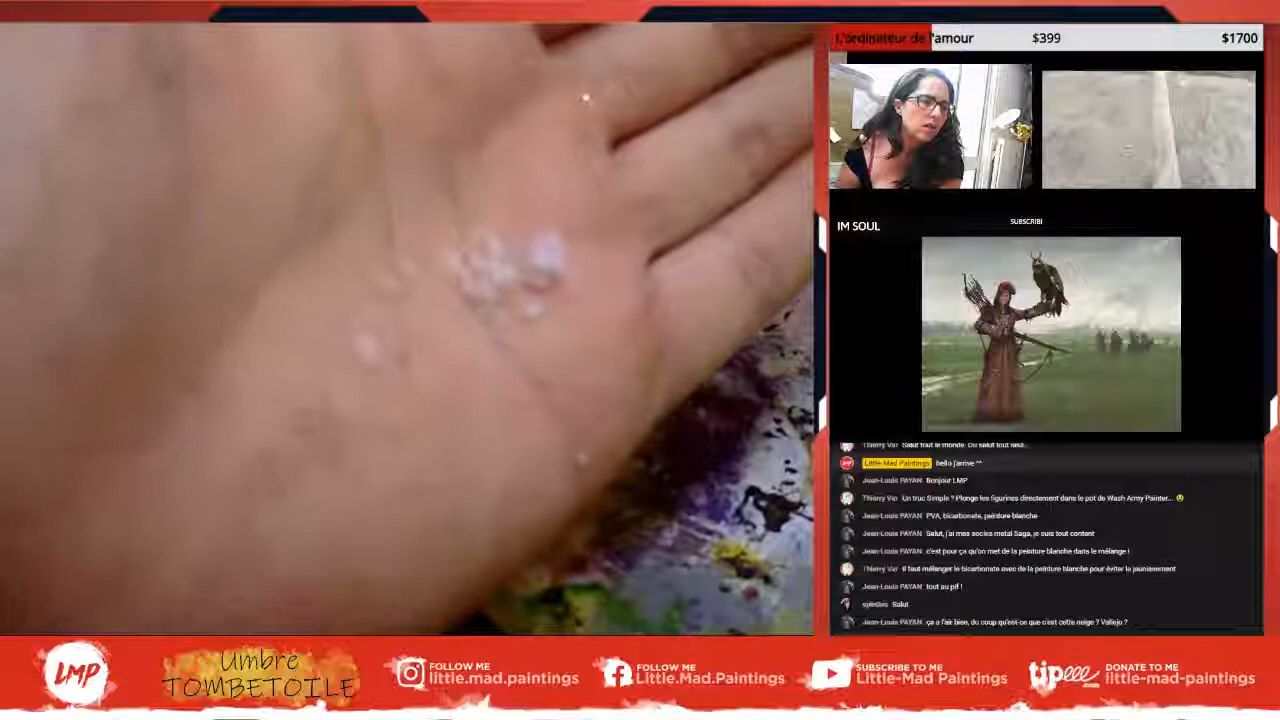 L'ordinateur de l'amour $399 $1700
IM SOUL
SUBSCRIBI
Thierry Var Salut tout le monde. Du salut tout seul..
Little-Mad Paintings hello j'arrive ^^
Jean-Louis PAYAN Bonjour LMP
Thierry Var Un truc Simple ? Plonge les figurines directement dans le pot de Wash Army Painter...
Jean-Louis PAYAN PVA, bicarbonate, peinture blanche
Jean-Louis PAYAN Salut, j'ai mes socles metal Saga, je suis tout content
Jean-Louis PAYAN c'est pour ça qu'on met de la peinture blanche dans le mélange !
Thierry Var Il faut mélanger le bicarbonate avec de la peinture blanche pour éviter le jaunissement
Jean-Louis PAYAN tout au pif !
Salut
Jean-Louis PAYAN ça a l'air bien, du coup qu'est-ce que c'est cette neige ? Vallejo ?
LMP
Umbre
TOMBETOILE
FOLLOW ME
little.mad.paintings
FOLLOW ME
Little.Mad.Paintings
SUBSCRIBE TO ME
Little-Mad Paintings
tipeee.com
DONATE TO ME
little-mad-paintings